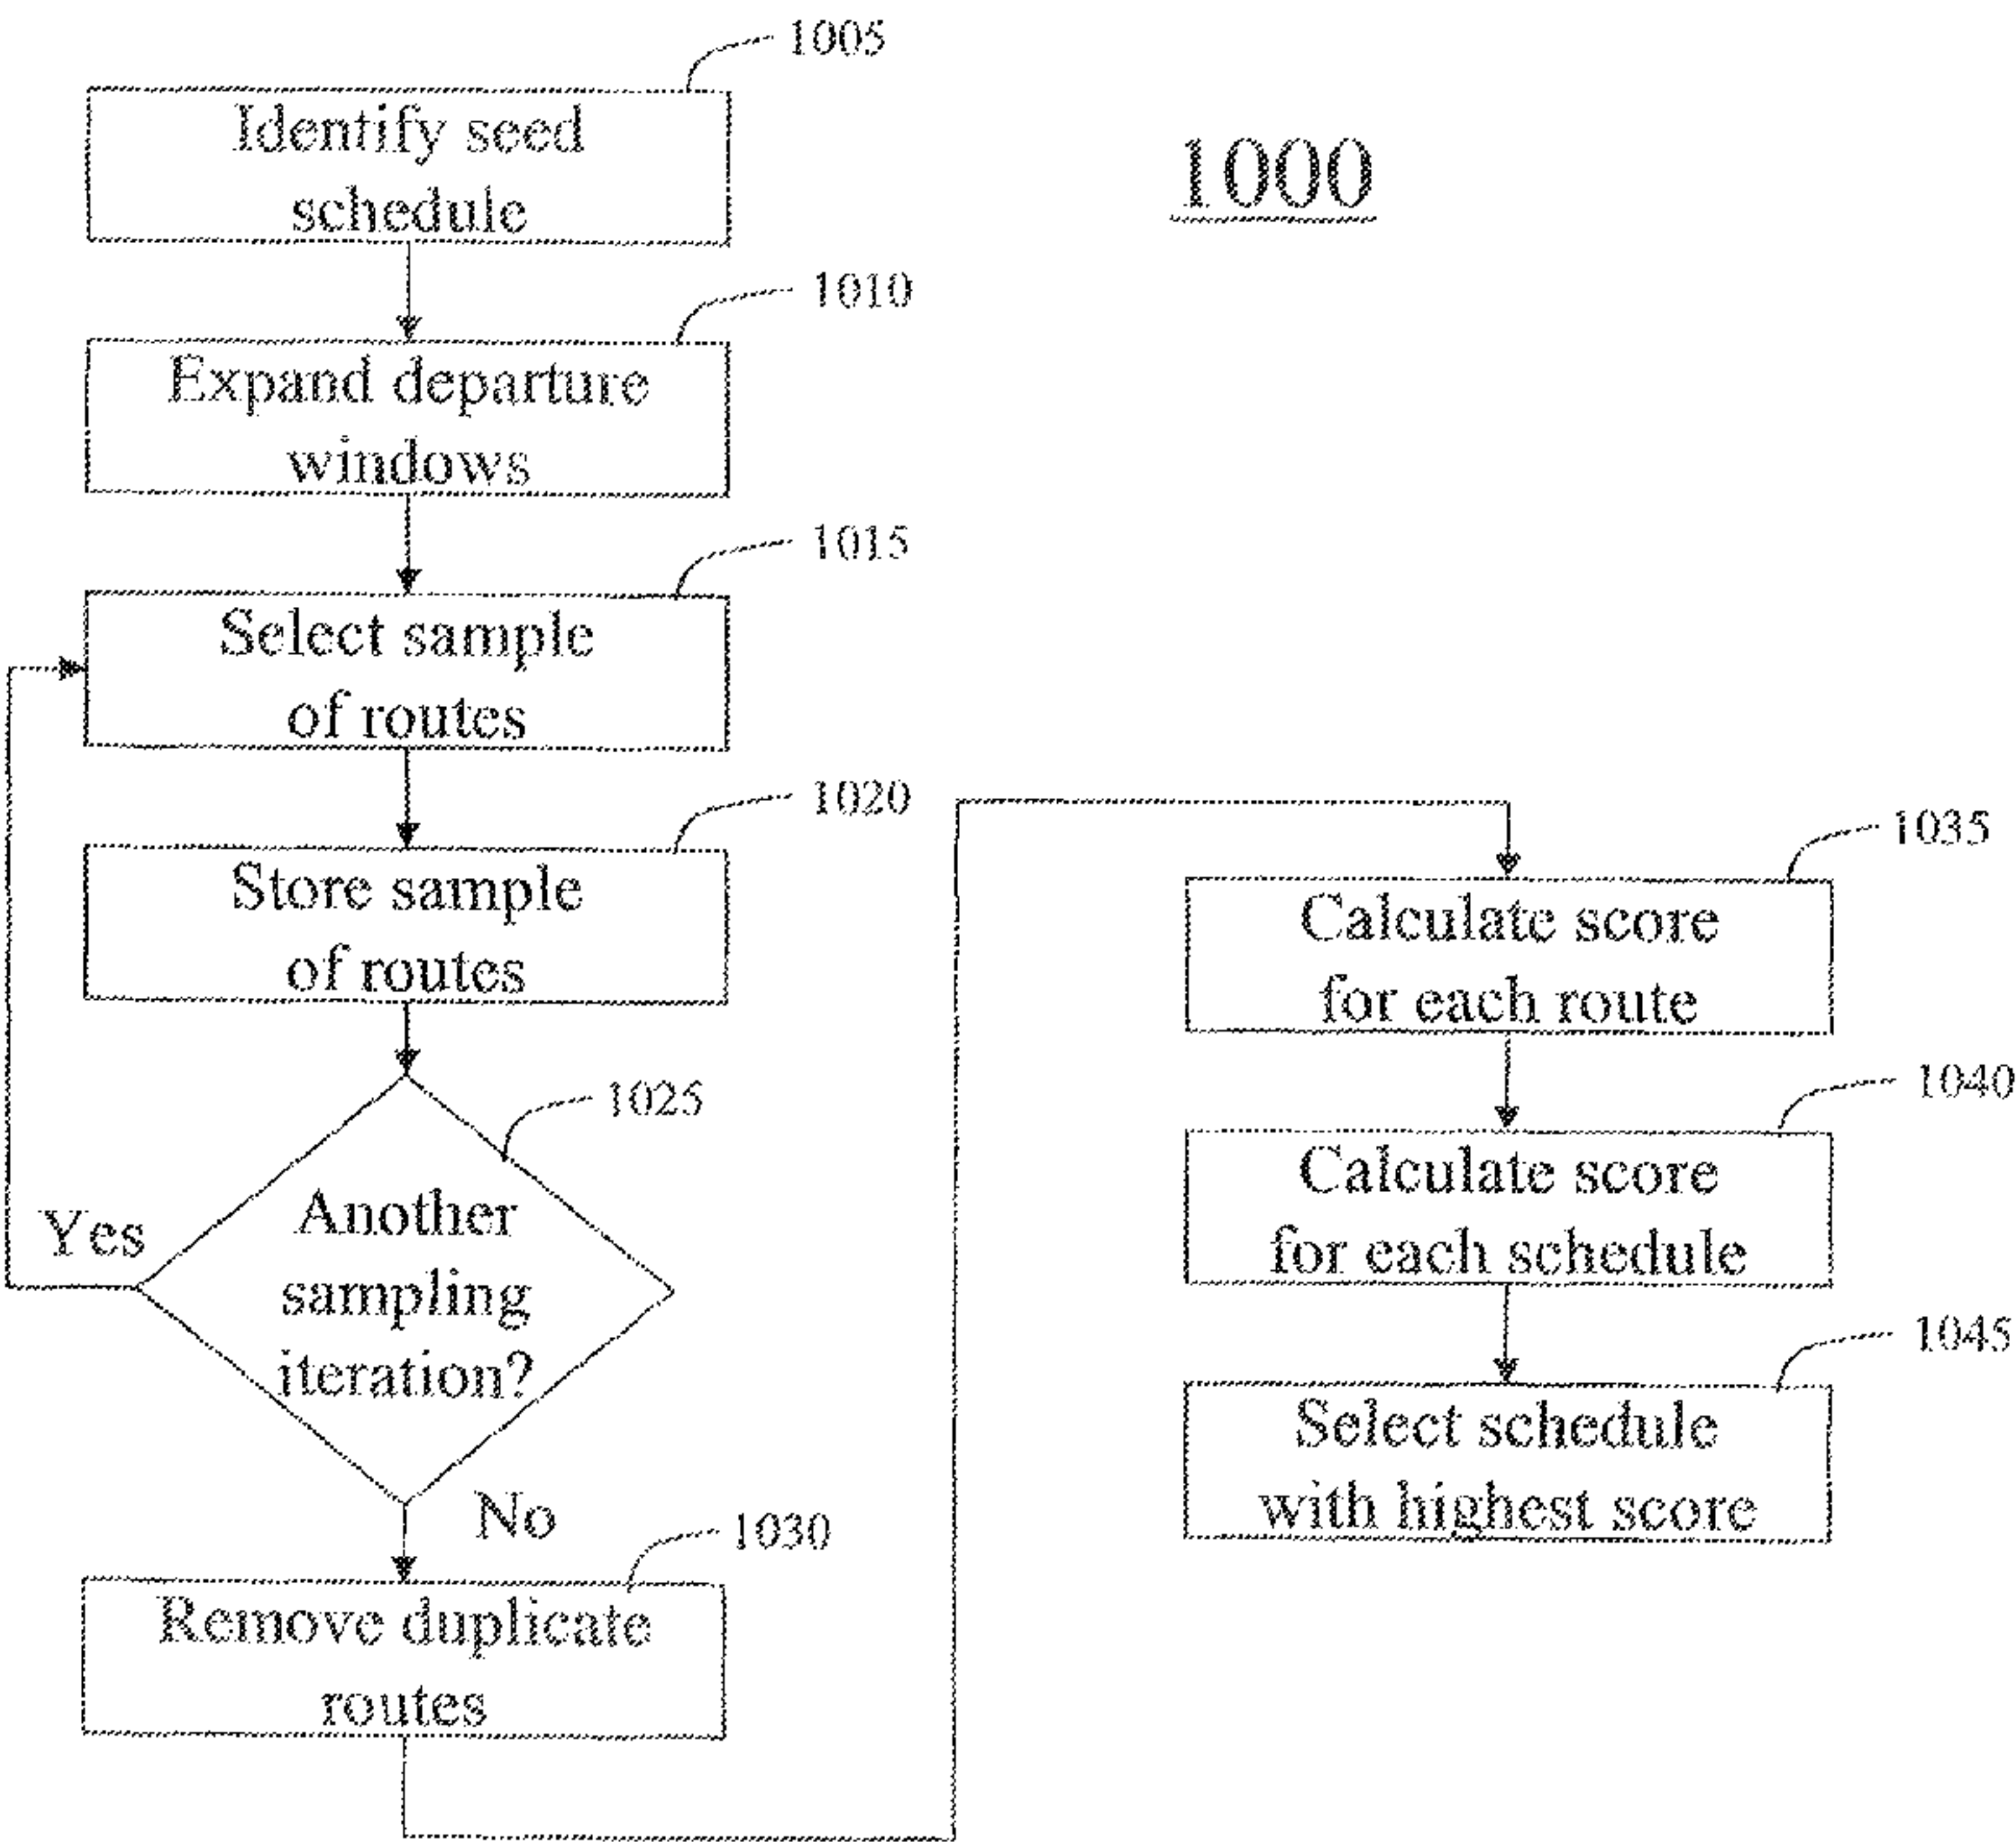 1005
Identify seed
schedule
1000
1010
Expand departure
windows
1015
Select sample
of routes
1020
Store sample
of routes
1025
Another
sampling
iteration?
Yes
No
1030
Remove duplicate
routes
1035
Calculate score
for each route
1040
Calculate score
for each schedule
1045
Select schedule
with highest score